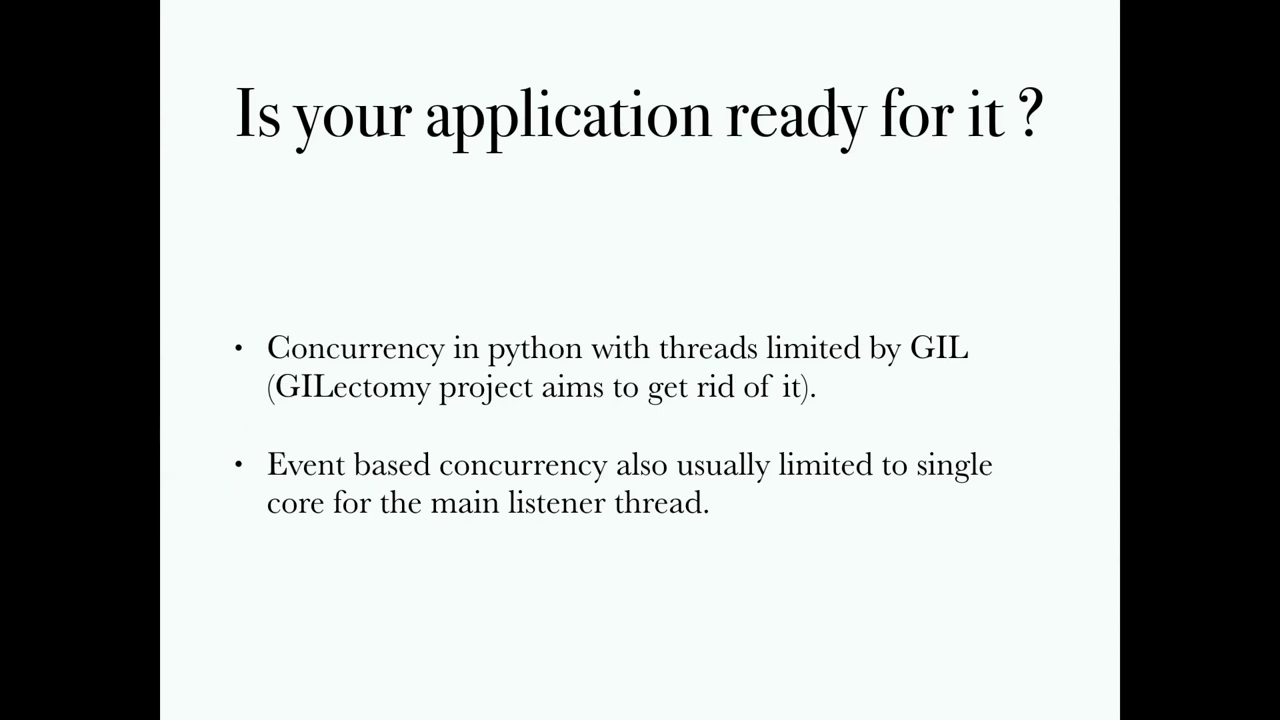 Is your application ready for it ?
• Concurrency in python with threads limited by GIL
(GILectomy project aims to get rid of it).
• Event based concurrency also usually limited to single
core for the main listener thread.